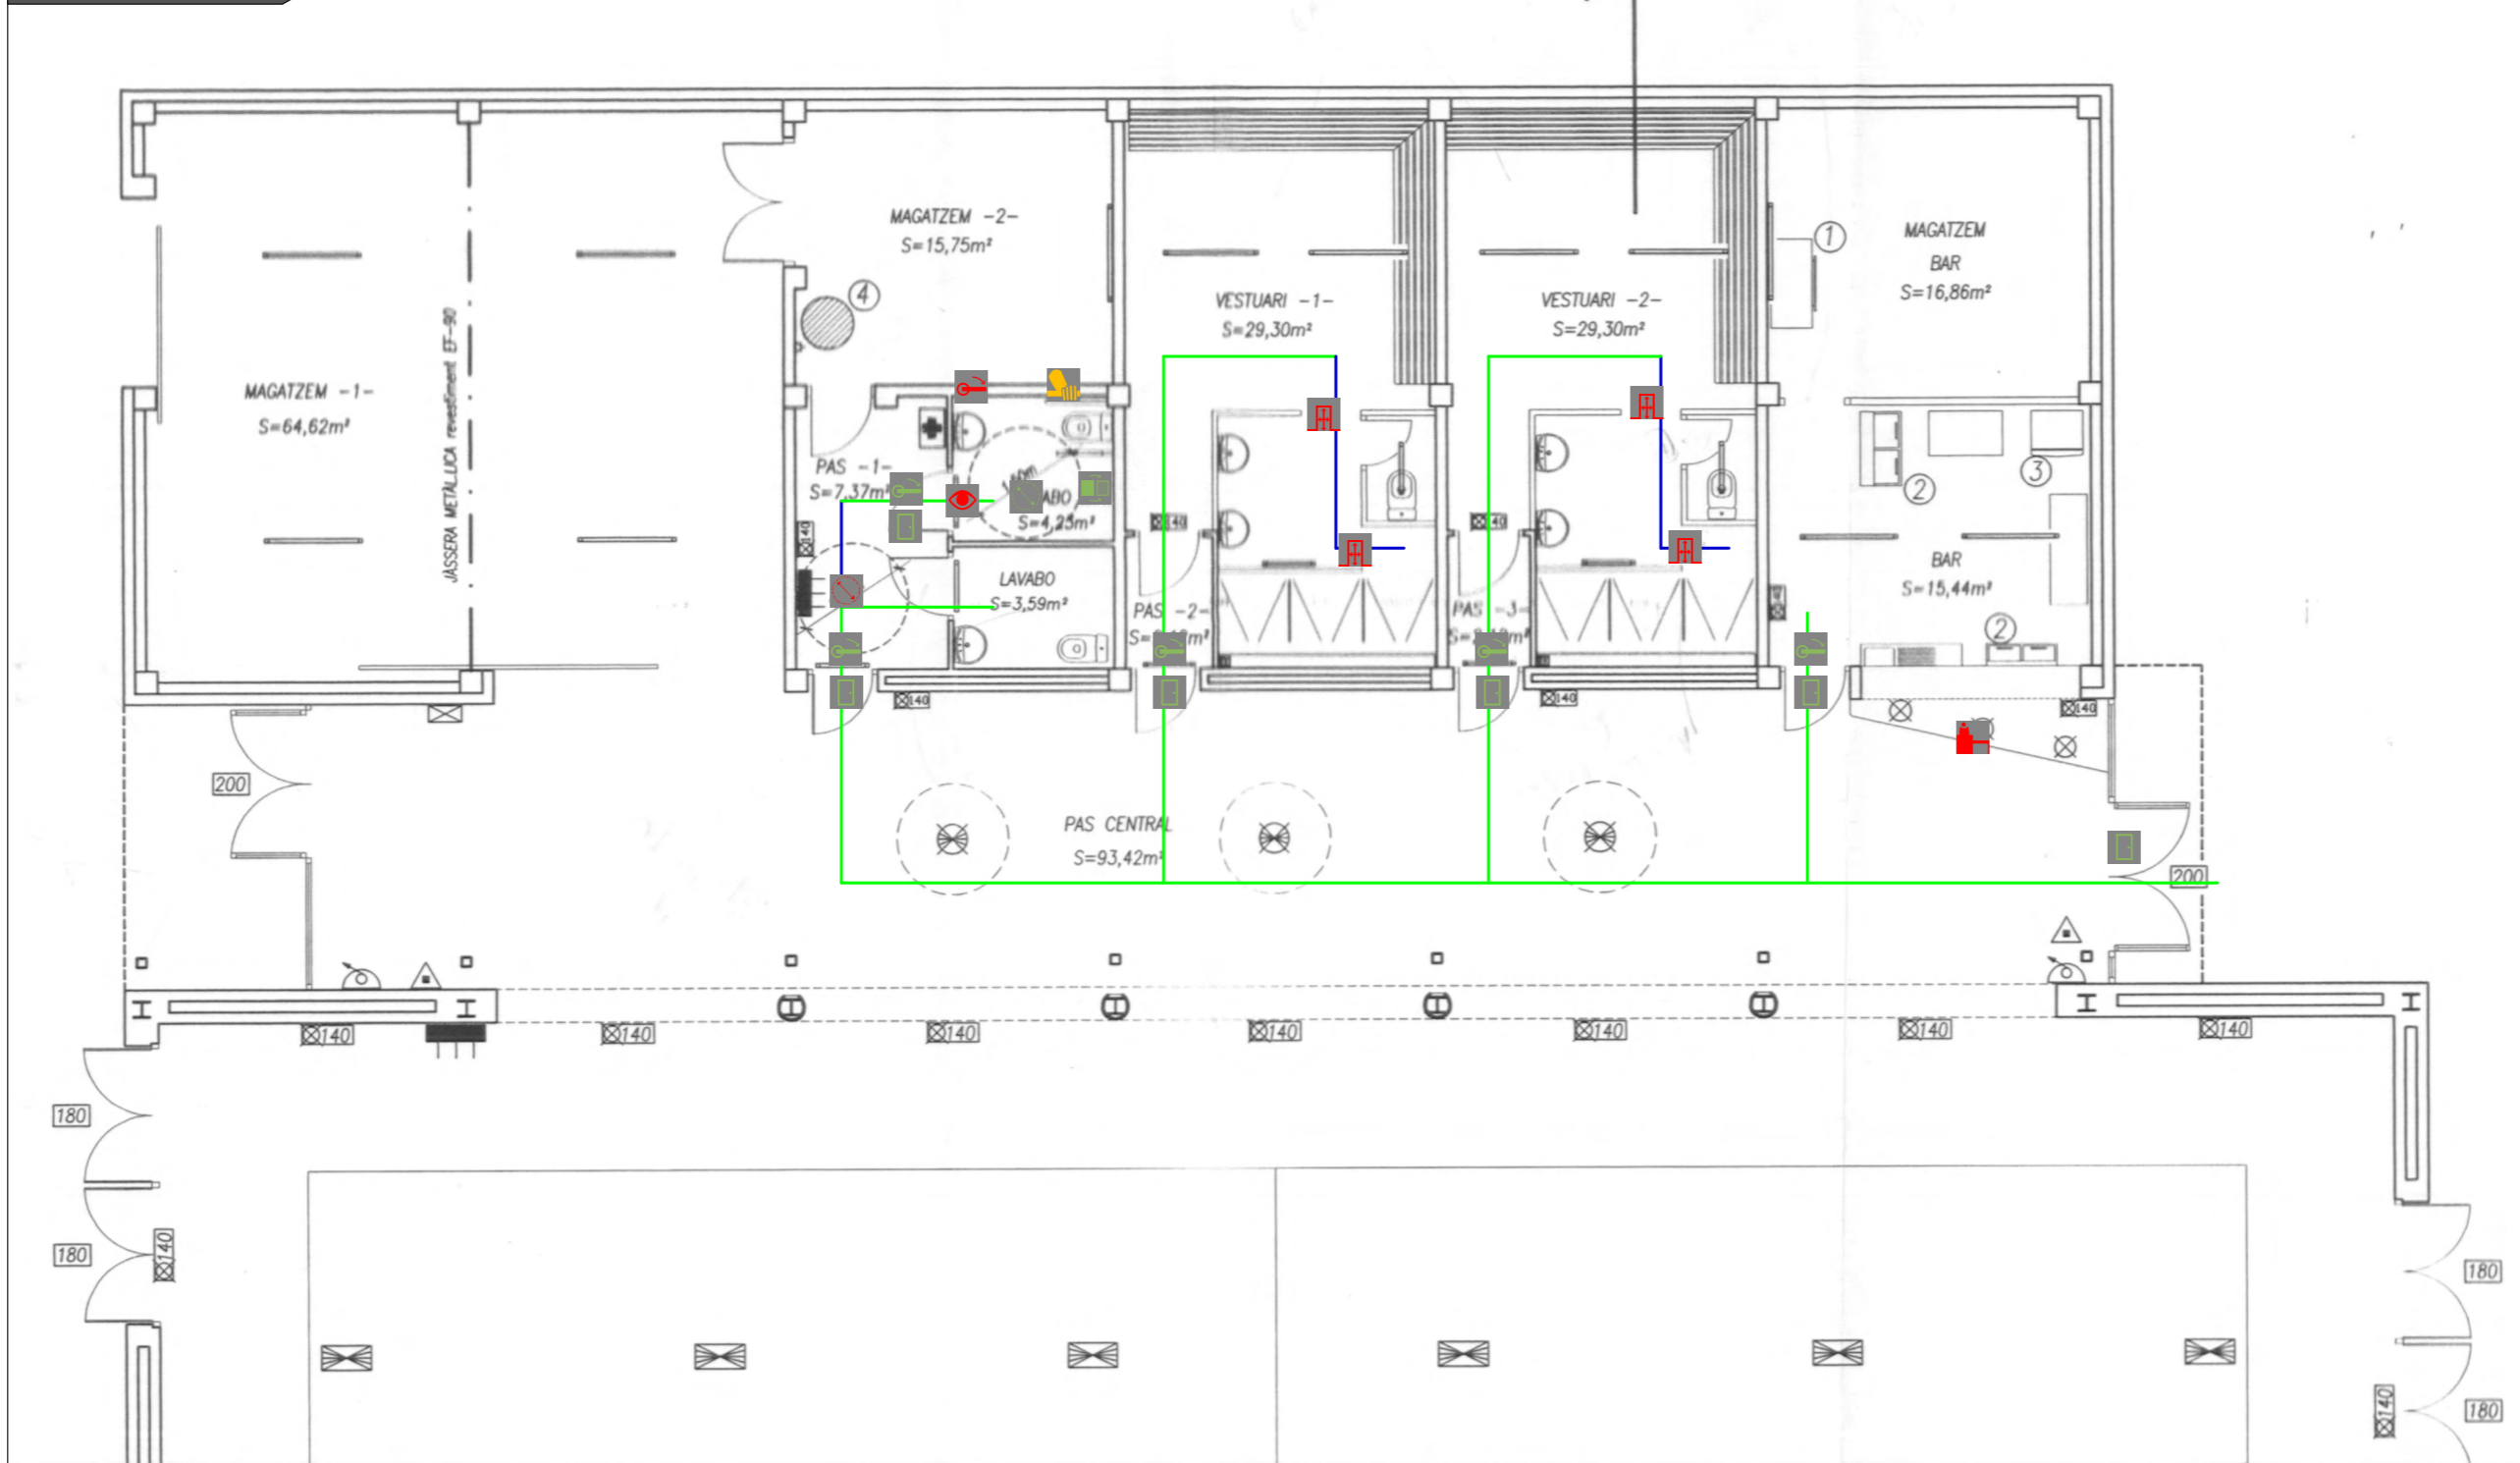 MAGATZEM -1-
S=64,62m²
JÀSSERA METÀL.LICA revestiment EF-90
MAGATZEM -2-
S=15,75m²
4
VESTUARI -1-
S=29,30m²
VESTUARI -2-
S=29,30m²
1
MAGATZEM
BAR
S=16,86m²
2
3
BAR
S=15,44m²
2
PAS -1-
S=7,37m²
S=4,25m²
LAVABO
S=3,59m²
140
140
140
PAS -2-
PAS -3-
140
140
140
200
PAS CENTRAL
S=93,42m²
200
140
140
140
140
140
140
140
180
180
140
180
180
140